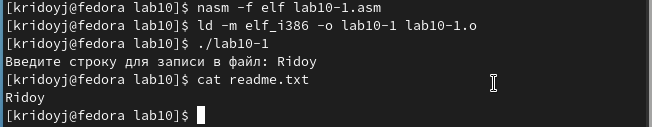 [kridoyj@fedora lab10]$ nasm -f elf lab10-1.asm
[kridoyj@fedora lab10]$ ld -m elf_i386 -o lab10-1 lab10-1.o
[kridoyj@fedora lab10]$ ./lab10-1
Введите строку для записи в файл: Ridoy
[kridoyj@fedora lab10]$ cat readme.txt
Ridoy
[kridoyj@fedora lab10]$